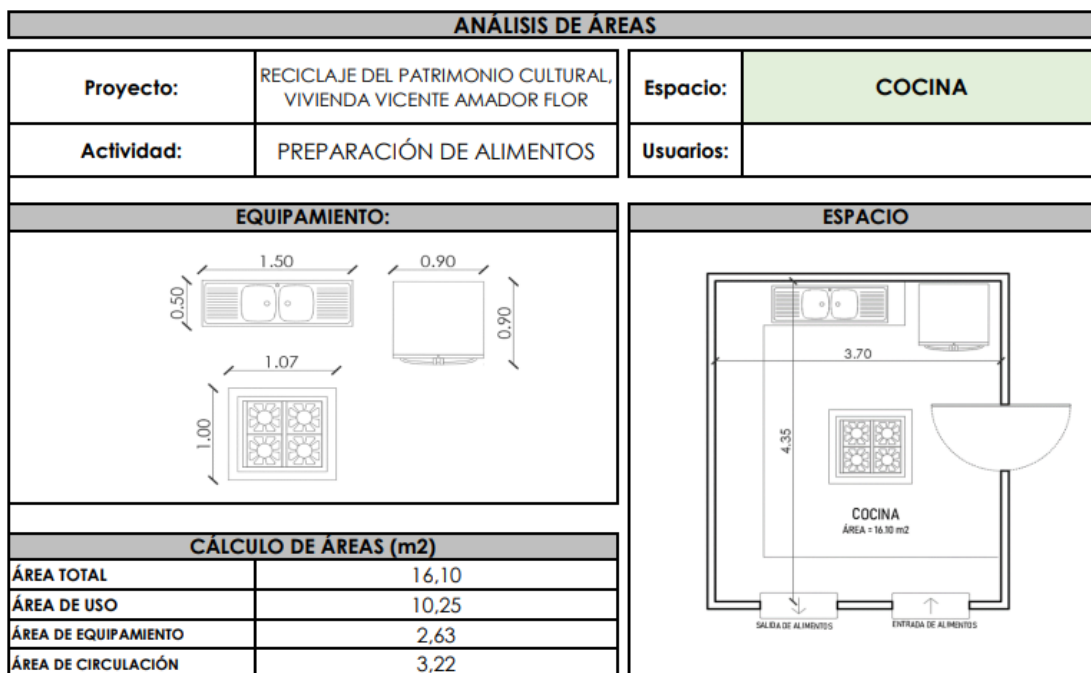 ANÁLISIS DE ÁREAS
Proyecto:
RECICLAJE DEL PATRIMONIO CULTURAL,
VIVIENDA VICENTE AMADOR FLOR
Espacio:
COCINA
Actividad:
PREPARACIÓN DE ALIMENTOS
Usuarios:
EQUIPAMIENTO:
1.50
0.50
0.90
0.90
1.07
1.00
ESPACIO
3.70
4.35
COCINA
ÁREA = 16.10 m2
SALIDA DE ALIMENTOS
ENTRADA DE ALIMENTOS
CÁLCULO DE ÁREAS (m2)
ÁREA TOTAL 16,10
ÁREA DE USO 10,25
ÁREA DE EQUIPAMIENTO 2,63
ÁREA DE CIRCULACIÓN 3,22